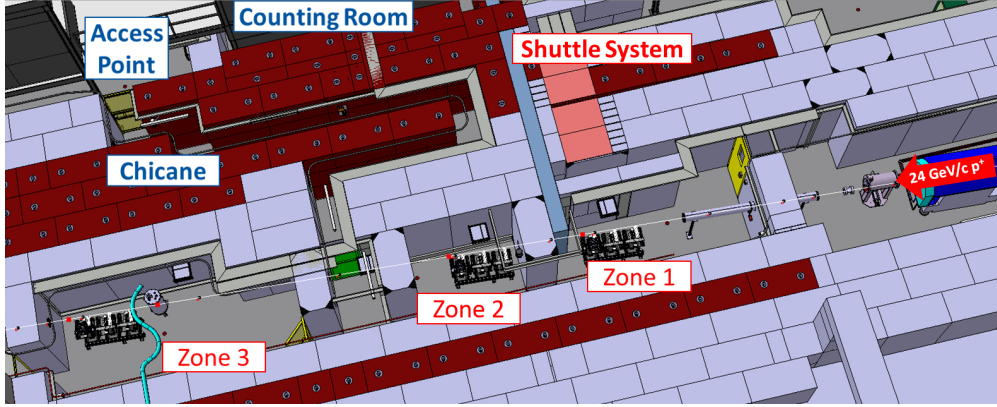 Counting Room
Access
Point
Shuttle System
Chicane
24 GeV/c p⁺
Zone 1
Zone 2
Zone 3